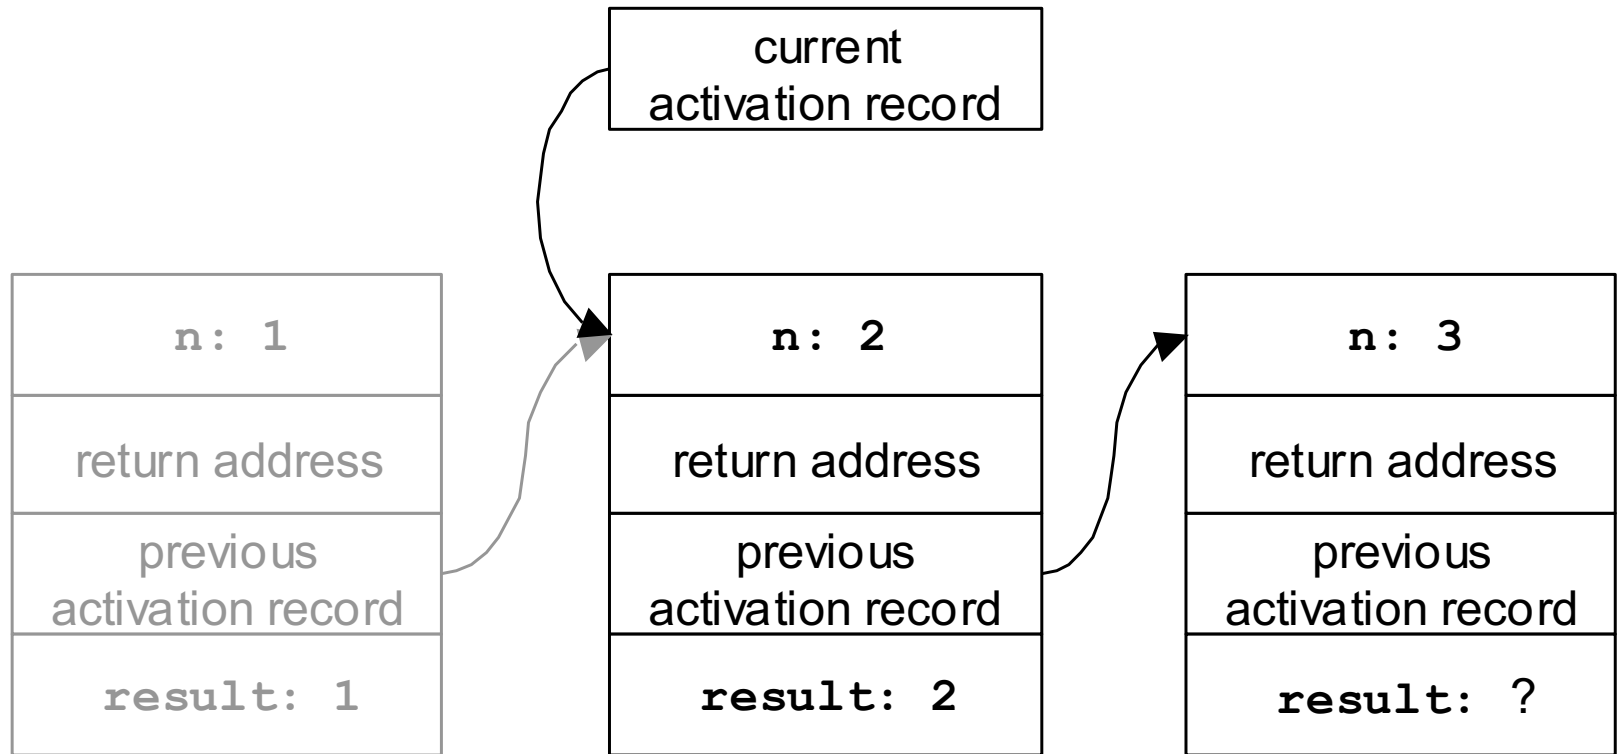 current
activation record
n: 1
return address
previous
activation record
result: 1
n: 2
return address
previous
activation record
result: 2
n: 3
return address
previous
activation record
result: ?